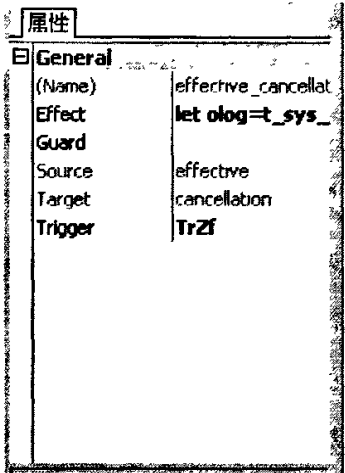 属性
General
(Name) effective_cancellat
Effect let olog=t_sys_
Guard
Source effective
Target cancellation
Trigger TrZf